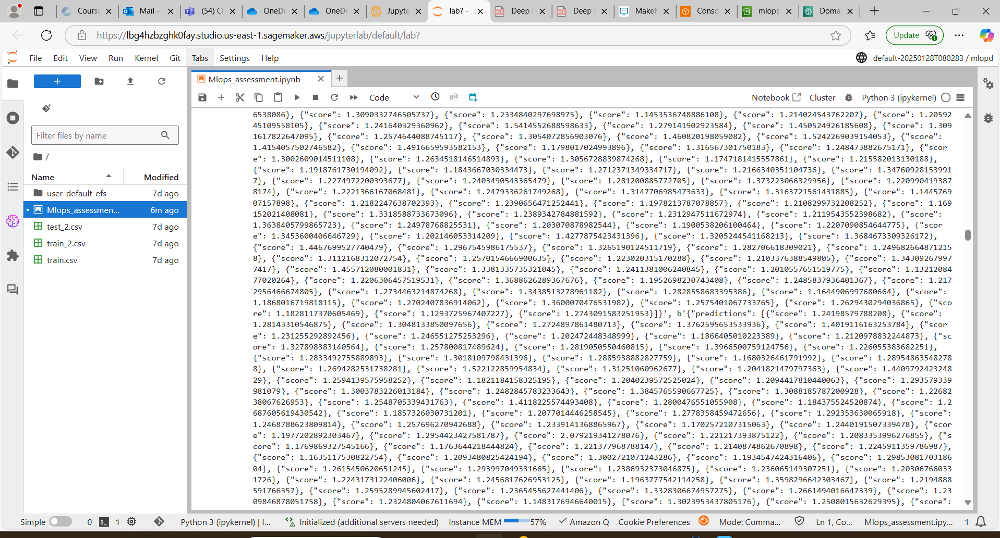 Course
Mail -
(54) Ch
OneDr
OneDr
Jupyte
lab? -
Deep
Deep
MakeM
Conso
mlops
Domai
https://lbg4hzbzghk0fay.studio.us-east-1.sagemaker.aws/jupyterlab/default/lab?
Update
File Edit View Run Kernel Git Tabs Settings Help
default-20250128T080283 / mlopd
Mlops_assessment.ipynb
Code
git
Notebook Cluster Python 3 (ipykernel)
Filter files by name
/
Name Modified
user-default-efs 7d ago
Mlops_assessmen... 6m ago
test_2.csv 7d ago
train_2.csv 7d ago
train.csv 7d ago
6538086}, {"score": 1.3090332746505737}, {"score": 1.2334840297698975}, {"score": 1.1453536748886108}, {"score": 1.214024543762207}, {"score": 1.20592
45109558105}, {"score": 1.241640329360962}, {"score": 1.5414552688598633}, {"score": 1.279141902923584}, {"score": 1.450524926185608}, {"score": 1.309
1617822647095}, {"score": 1.2574644088745117}, {"score": 1.3054072856903076}, {"score": 1.460820198059082}, {"score": 1.5242269039154053}, {"score":
1.4154057502746582}, {"score": 1.4916659593582153}, {"score": 1.1798017024993896}, {"score": 1.316567301750183}, {"score": 1.248473882675171}, {"scor
e": 1.3002609014511108}, {"score": 1.2634518146514893}, {"score": 1.3056728839874268}, {"score": 1.1747181415557861}, {"score": 1.215582013130188},
{"score": 1.1918761730194092}, {"score": 1.1843667030334473}, {"score": 1.2712371349334717}, {"score": 1.2166340351104736}, {"score": 1.34760928153991
7}, {"score": 1.2274972200393677}, {"score": 1.2403490543365479}, {"score": 1.281200885772705}, {"score": 1.373223066329956}, {"score": 1.220990419387
8174}, {"score": 1.2221366167068481}, {"score": 1.2479336261749268}, {"score": 1.3147706985473633}, {"score": 1.3163721561431885}, {"score": 1.1445769
07157898}, {"score": 1.2182247638702393}, {"score": 1.2390656471252441}, {"score": 1.1978213787078857}, {"score": 1.2108299732208252}, {"score": 1.169
152021408081}, {"score": 1.3318588733673096}, {"score": 1.2389342784881592}, {"score": 1.2312947511672974}, {"score": 1.2119543552398682}, {"score":
1.3638405799865723}, {"score": 1.24978768825531}, {"score": 1.203070878982544}, {"score": 1.1900538206100464}, {"score": 1.2207090854644775}, {"scor
e": 1.3453600406646729}, {"score": 1.202146053314209}, {"score": 1.4277875423431396}, {"score": 1.3205244541168213}, {"score": 1.3684673309326172},
{"score": 1.4467699527740479}, {"score": 1.2967545986175537}, {"score": 1.3265190124511719}, {"score": 1.282706618309021}, {"score": 1.249682664871215
8}, {"score": 1.3112168312072754}, {"score": 1.2570154666900635}, {"score": 1.223020315170288}, {"score": 1.2103376388549805}, {"score": 1.34309267997
7417}, {"score": 1.455712080001831}, {"score": 1.3381335735321045}, {"score": 1.2411381006240845}, {"score": 1.2010557651519775}, {"score": 1.13212084
77020264}, {"score": 1.2206306457519531}, {"score": 1.3688626289367676}, {"score": 1.1952698230743408}, {"score": 1.2485837936401367}, {"score": 1.217
2956466674805}, {"score": 1.2734463214874268}, {"score": 1.3438513278961182}, {"score": 1.2828558683395386}, {"score": 1.1644906997680664}, {"score":
1.1868016719818115}, {"score": 1.2702407836914062}, {"score": 1.3600070476531982}, {"score": 1.2575401067733765}, {"score": 1.2629430294036865}, {"sco
re": 1.1828117370605469}, {"score": 1.1293725967407227}, {"score": 1.2743091583251953}]}', b'{"predictions": [{"score": 1.24198579788208}, {"score":
1.28143310546875}, {"score": 1.3048133850097656}, {"score": 1.2724897861480713}, {"score": 1.3762595653533936}, {"score": 1.4019116163253784}, {"scor
e": 1.231255292892456}, {"score": 1.246551275253296}, {"score": 1.202472448348999}, {"score": 1.1866405010223389}, {"score": 1.2120978832244873}, {"sc
ore": 1.327898383140564}, {"score": 1.257800817489624}, {"score": 1.2819050550460815}, {"score": 1.3966500759124756}, {"score": 1.226055383682251},
{"score": 1.2833492755889893}, {"score": 1.3018109798431396}, {"score": 1.2885938882827759}, {"score": 1.1680326461791992}, {"score": 1.28954863548278
8}, {"score": 1.2694282531738281}, {"score": 1.522122859954834}, {"score": 1.31251060962677}, {"score": 1.2041821479797363}, {"score": 1.4409792423248
29}, {"score": 1.2594139575958252}, {"score": 1.1821184158325195}, {"score": 1.2040239572525024}, {"score": 1.2094417810440063}, {"score": 1.293579339
981079}, {"score": 1.3003783226013184}, {"score": 1.2482845783233643}, {"score": 1.3845765590667725}, {"score": 1.3088185787200928}, {"score": 1.22682
38067626953}, {"score": 1.2548705339431763}, {"score": 1.4118225574493408}, {"score": 1.2800476551055908}, {"score": 1.184375524520874}, {"score": 1.2
687605619430542}, {"score": 1.1857326030731201}, {"score": 1.2077014446258545}, {"score": 1.2778358459472656}, {"score": 1.292353630065918}, {"score":
1.2468788623809814}, {"score": 1.257696270942688}, {"score": 1.2339141368865967}, {"score": 1.1702572107315063}, {"score": 1.2440191507339478}, {"scor
e": 1.1977202892303467}, {"score": 1.2954423427581787}, {"score": 2.079219341278076}, {"score": 1.221217393875122}, {"score": 1.2083353996276855}, {"s
core": 1.1769869327545166}, {"score": 1.1763644218444824}, {"score": 1.221377968788147}, {"score": 1.2140874862670898}, {"score": 1.2245911359786987},
{"score": 1.1635117530822754}, {"score": 1.2093480825424194}, {"score": 1.3002721071243286}, {"score": 1.1934547424316406}, {"score": 1.29853081703186
04}, {"score": 1.2615450620651245}, {"score": 1.293997049331665}, {"score": 1.2386932373046875}, {"score": 1.236065149307251}, {"score": 1.20306766033
1726}, {"score": 1.2243173122406006}, {"score": 1.2456817626953125}, {"score": 1.1963777542114258}, {"score": 1.3598296642303467}, {"score": 1.2194888
591766357}, {"score": 1.2595289945602417}, {"score": 1.2365455627441406}, {"score": 1.3328306674957275}, {"score": 1.2661494016647339}, {"score": 1.23
09846878051758}, {"score": 1.2324804067611694}, {"score": 1.1483176946640015}, {"score": 1.3023953437805176}, {"score": 1.2508015632629395}, {"score":
Simple 0 1 Python 3 (ipykernel) | I... Initialized (additional servers needed) Instance MEM 57% Amazon Q Cookie Preferences Mode: Comma... Ln 1, Co... Mlops_assessment.ipy... 1